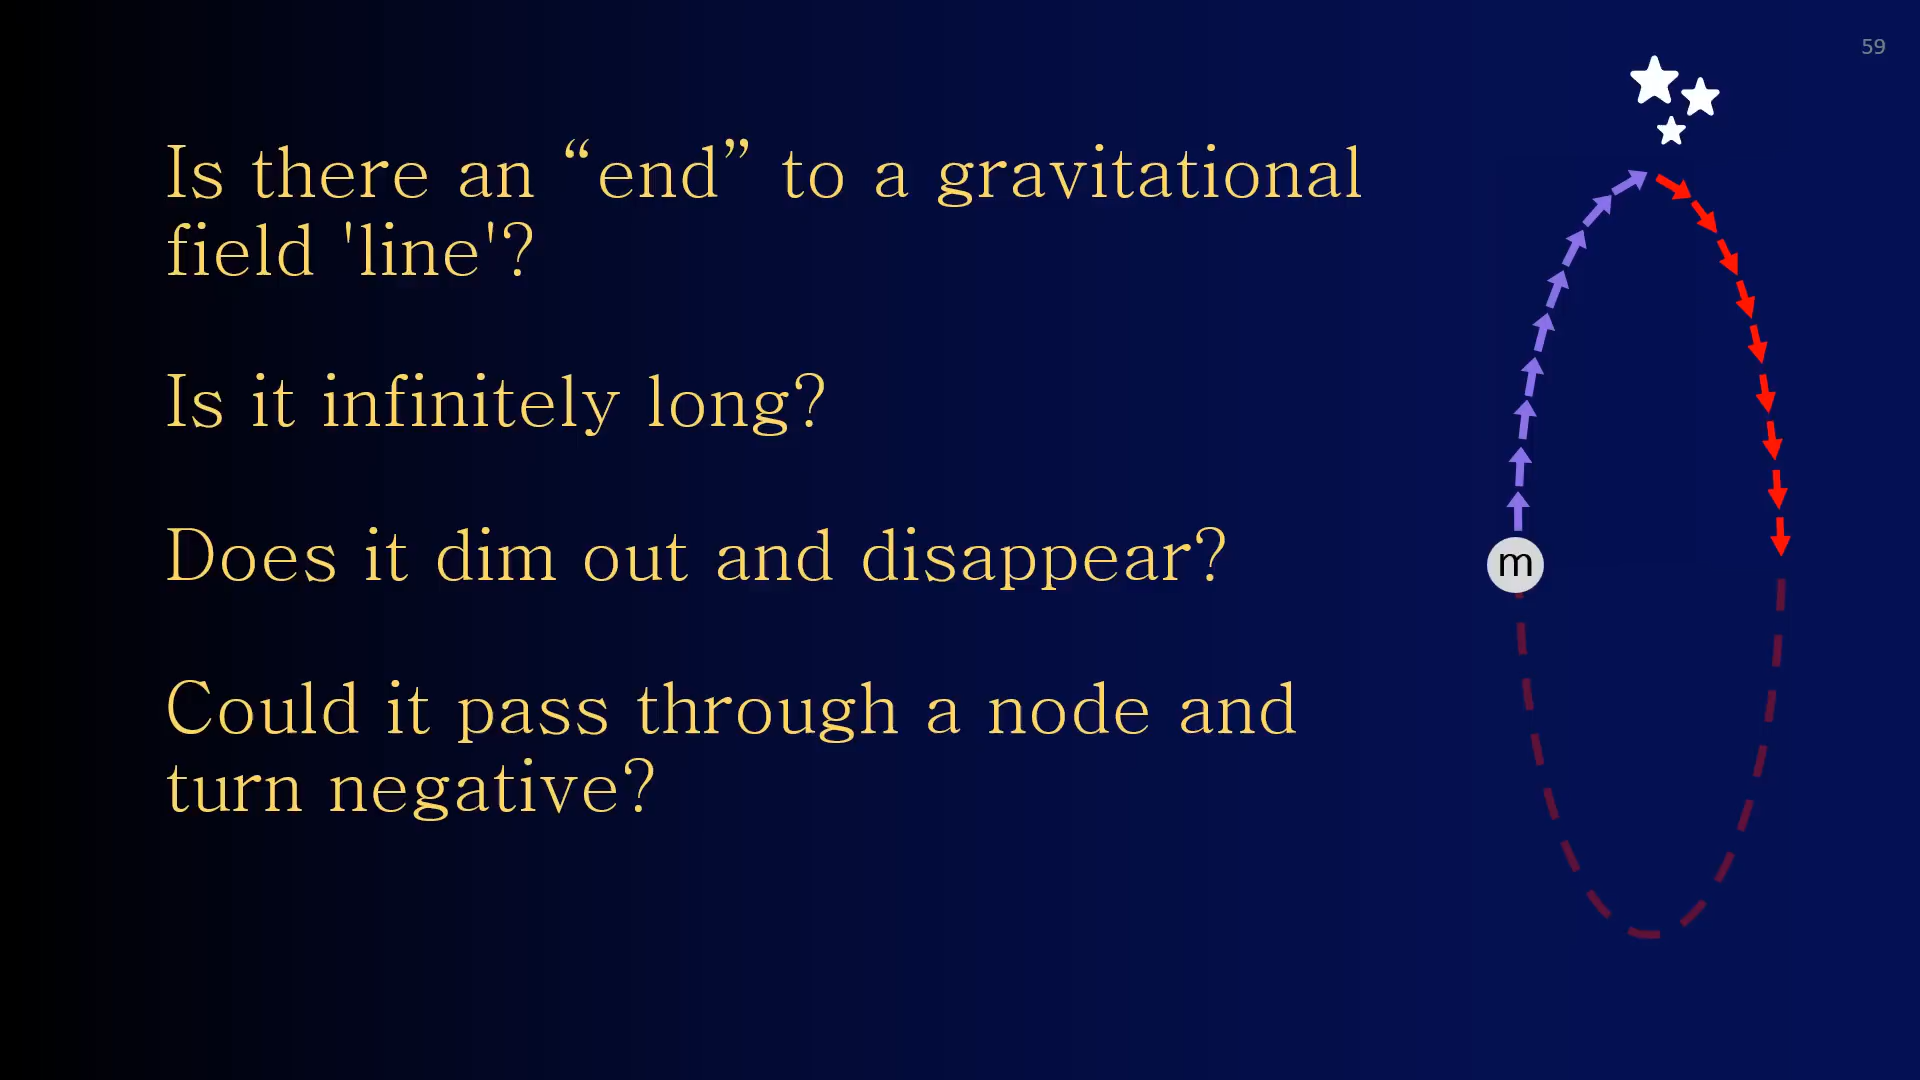 59
Is there an “end” to a gravitational
field 'line'?
Is it infinitely long?
Does it dim out and disappear?
Could it pass through a node and
turn negative?
m